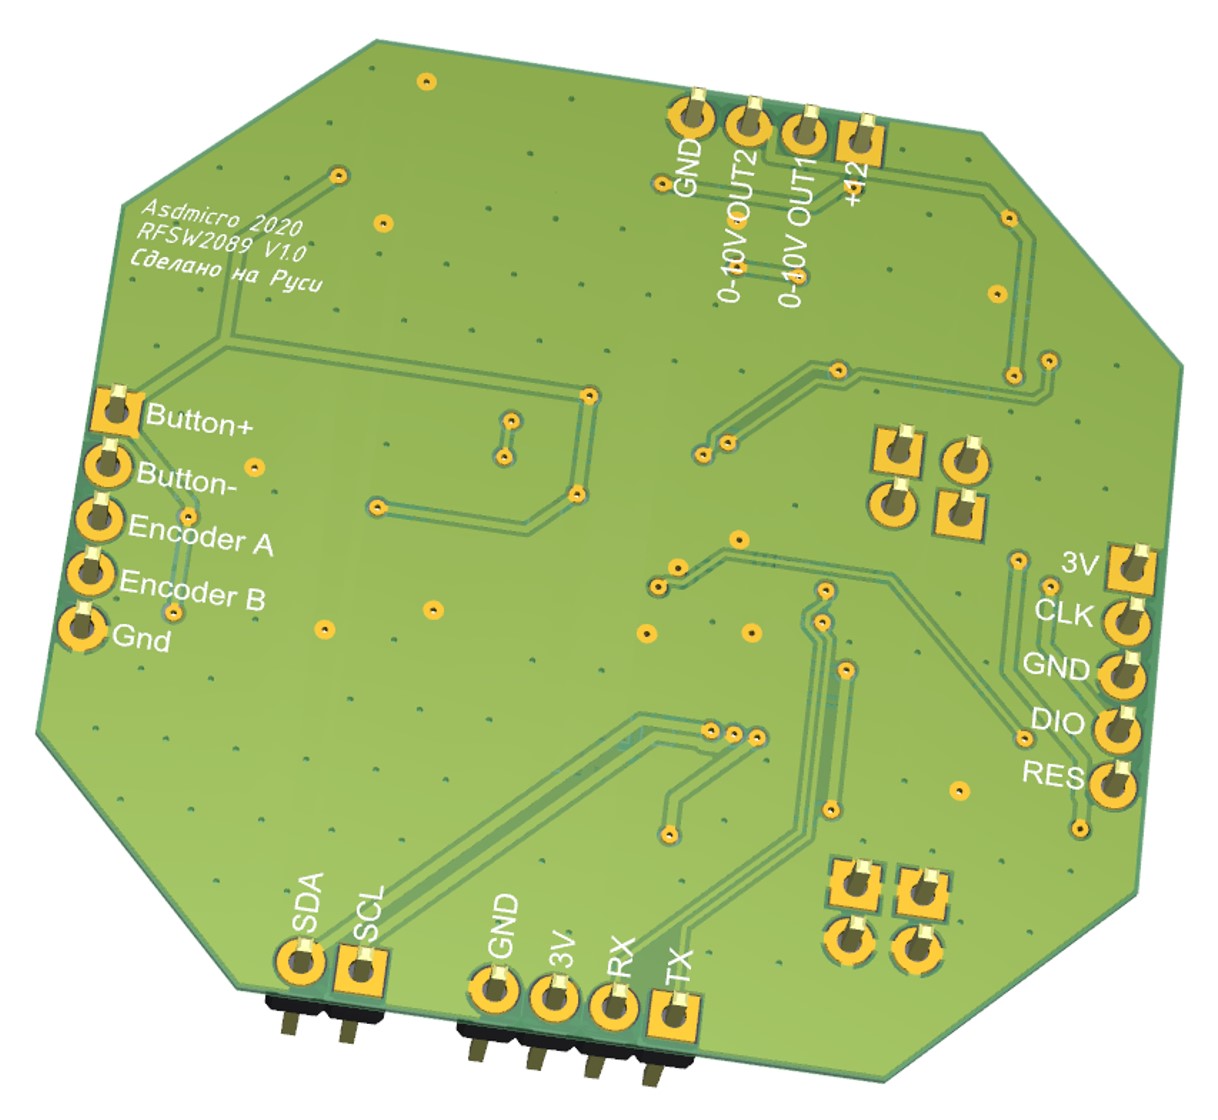 GND
0-10V OUT2
0-10V OUT1
+12
Asdmicro 2020
RFSW2089 V1.0
Сделано на Руси
Button+
Button-
Encoder A
Encoder B
Gnd
3V
CLK
GND
DIO
RES
SDA
SCL
GND
3V
RX
TX